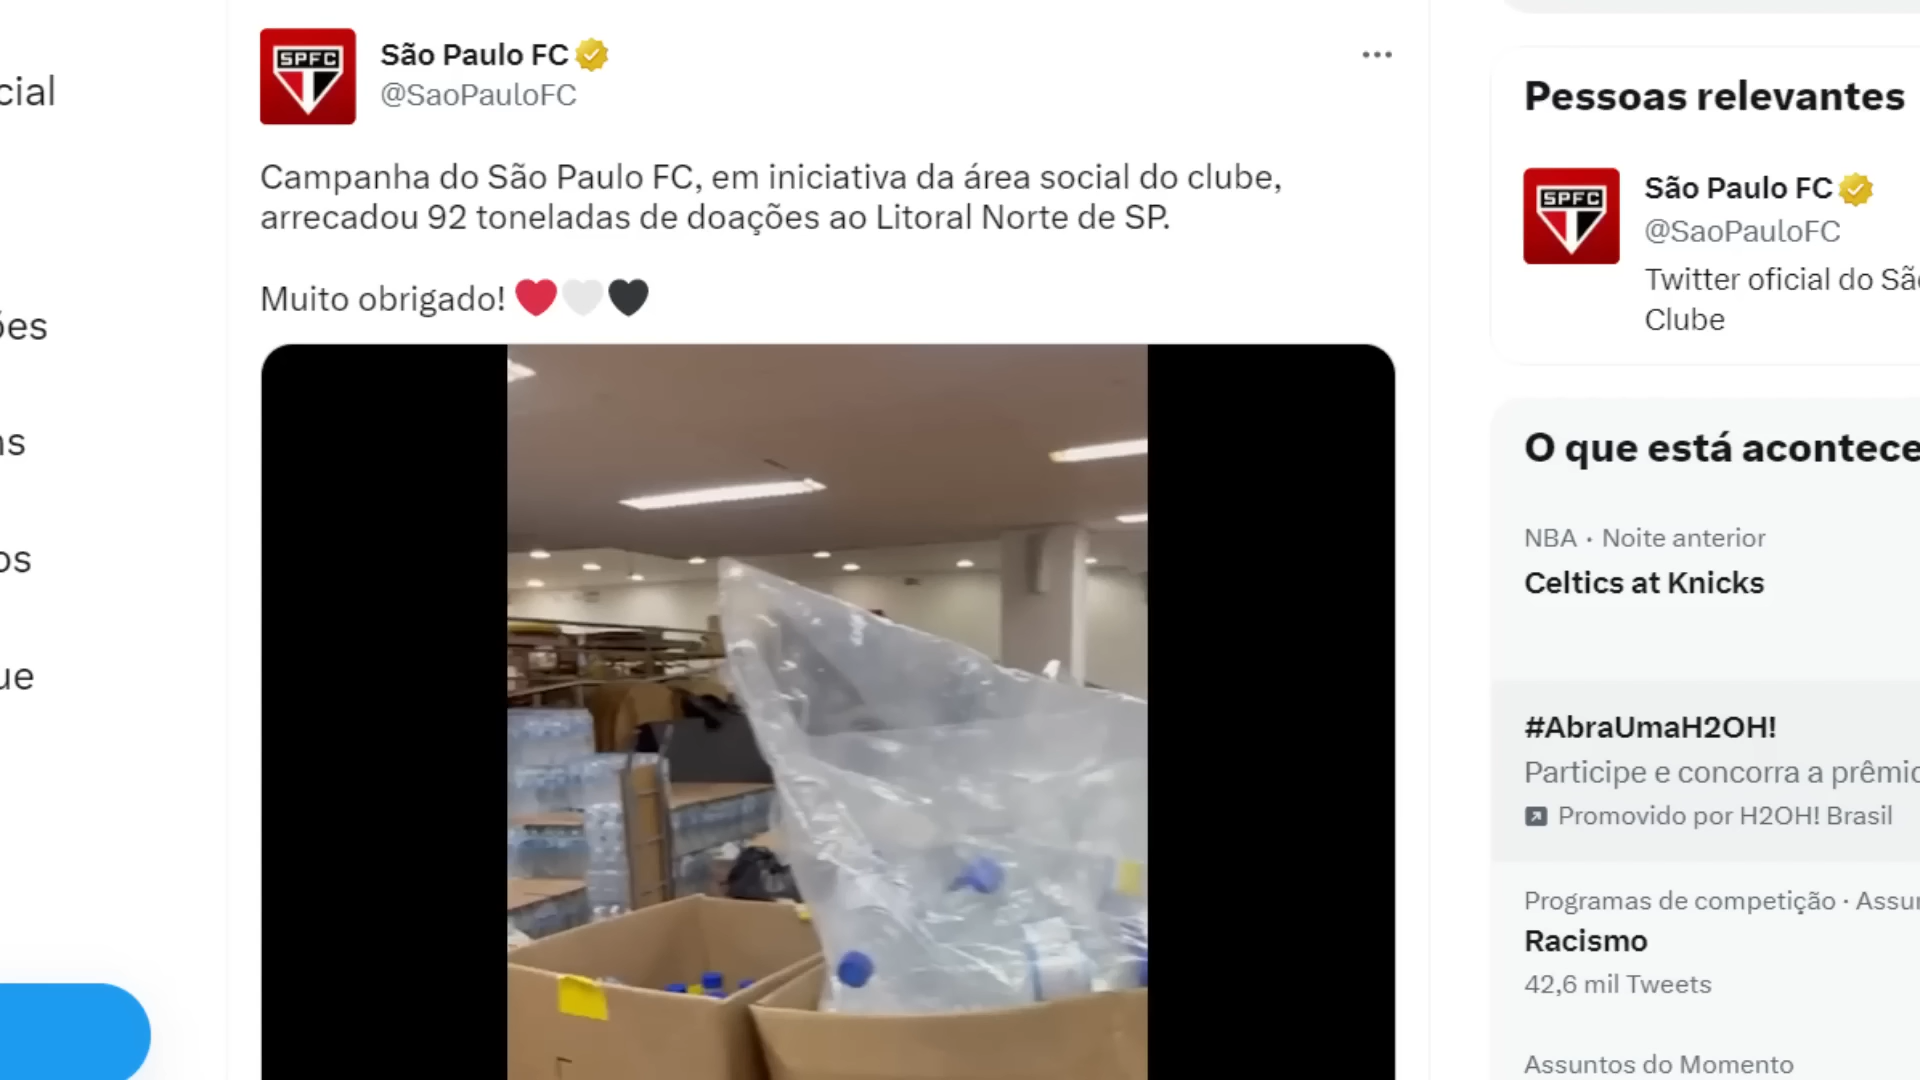 São Paulo FC
@SaoPauloFC
Campanha do São Paulo FC, em iniciativa da área social do clube,
arrecadou 92 toneladas de doações ao Litoral Norte de SP.
Muito obrigado! ❤️🤍🖤
SPFC
cial
ões
ns
os
ue
Pessoas relevantes
SPFC
São Paulo FC
@SaoPauloFC
Twitter oficial do São
Clube
O que está acontece
NBA · Noite anterior
Celtics at Knicks
#AbraUmaH2OH!
Participe e concorra a prêmio
Promovido por H2OH! Brasil
Programas de competição · Assun
Racismo
42,6 mil Tweets
Assuntos do Momento